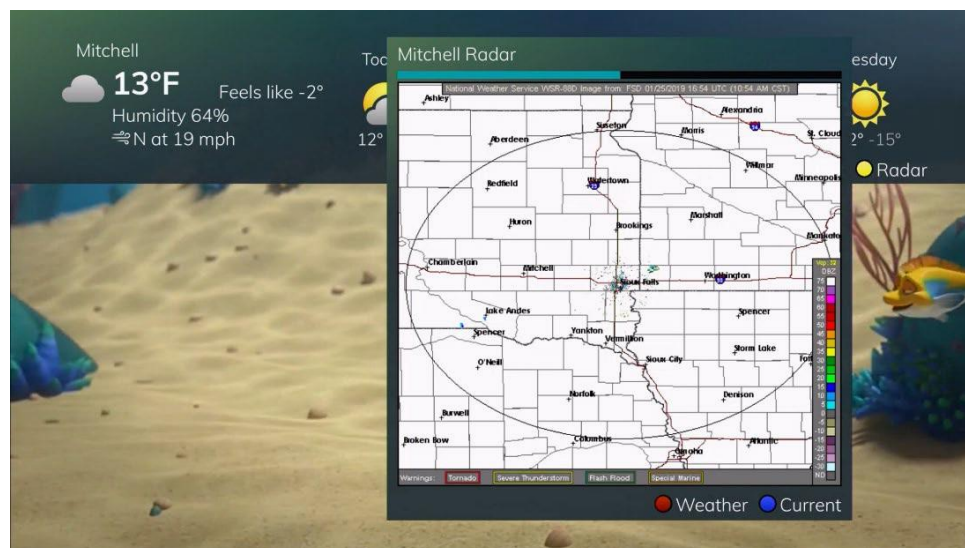 Mitchell
13°F
Feels like -2°
Humidity 64%
N at 19 mph
12°
Mitchell Radar
National Weather Service WSR-88D Image from: FSD 01/25/2019 16:54 UTC (10:54 AM CST)
Ashley
Alexandria
Sisseton
Morris
St. Cloud
Aberdeen
Willmar
Minneapolis
Redfield
Watertown
Huron
Brookings
Marshall
Mankato
Chamberlain
Mitchell
Worthington
Sioux Falls
Lake Andes
Spencer
Spencer
Yankton
Vermillion
Storm Lake
O'Neill
Sioux City
Norfolk
Denison
Burwell
Broken Bow
Columbus
Atlantic
Omaha
DBZ
75
70
65
60
55
50
45
40
35
30
25
20
15
10
5
0
-5
-10
-15
-20
-25
-30
ND
Warnings:
Tornado
Severe Thunderstorm
Flash Flood
Special Marine
Weather
Current
esday
-15°
Radar